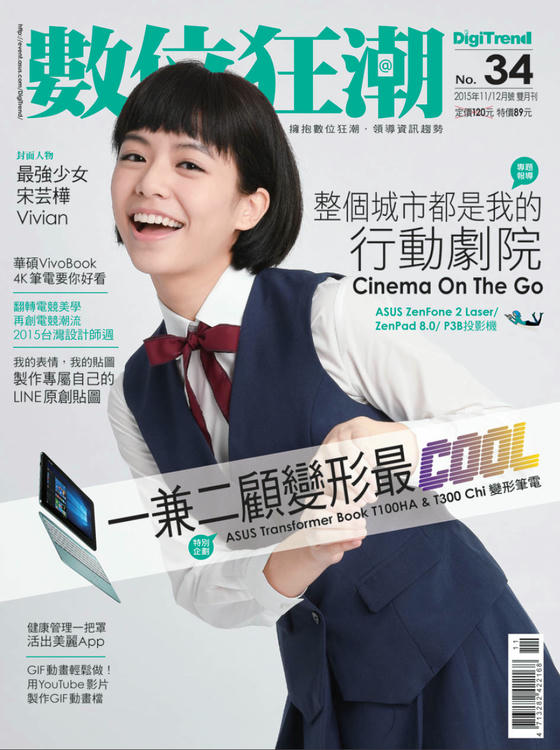 http://event.asus.com/DigiTrend/
數位狂潮
@
DigiTrend
No. 34
2015年11/12月號 雙月刊
定價120元 特價89元
擁抱數位狂潮・領導資訊趨勢
封面人物
最強少女
宋芸樺
Vivian
專題
報導
整個城市都是我的
行動劇院
Cinema On The Go
ASUS ZenFone 2 Laser/
ZenPad 8.0/ P3B投影機
華碩VivoBook
4K筆電要你好看
翻轉電競美學
再創電競潮流
2015台灣設計師週
我的表情，我的貼圖
製作專屬自己的
LINE原創貼圖
一兼二顧變形最COOL
特別
企劃
ASUS Transformer Book T100HA & T300 Chi 變形筆電
健康管理一把罩
活出美麗App
GIF動畫輕鬆做！
用YouTube影片
製作GIF動畫檔
11
4 713282 422168